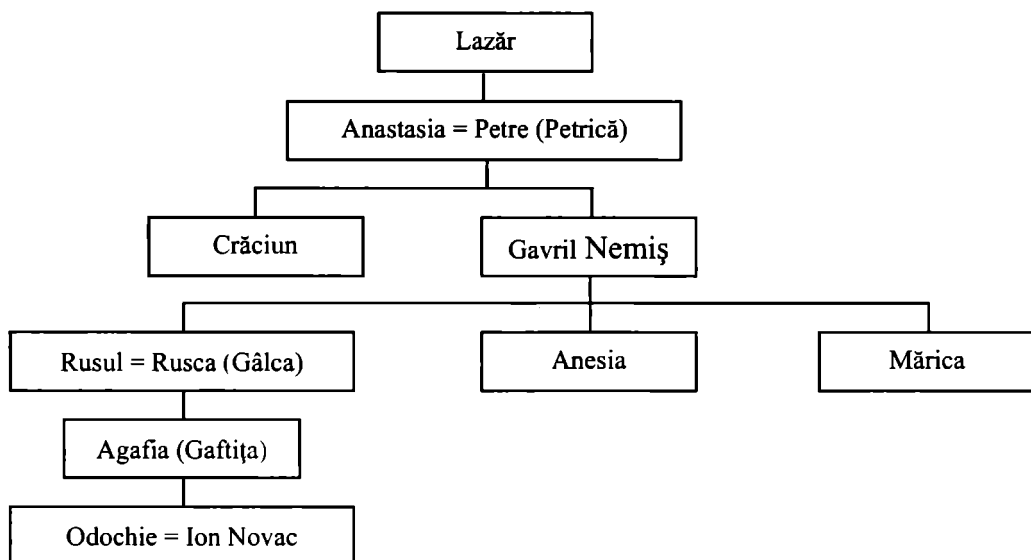 Lazăr
Anastasia = Petre (Petrică)
Crăciun
Gavril Nemiş
Rusul = Rusca (Gâlca)
Anesia
Mărica
Agafia (Gaftiţa)
Odochie = Ion Novac